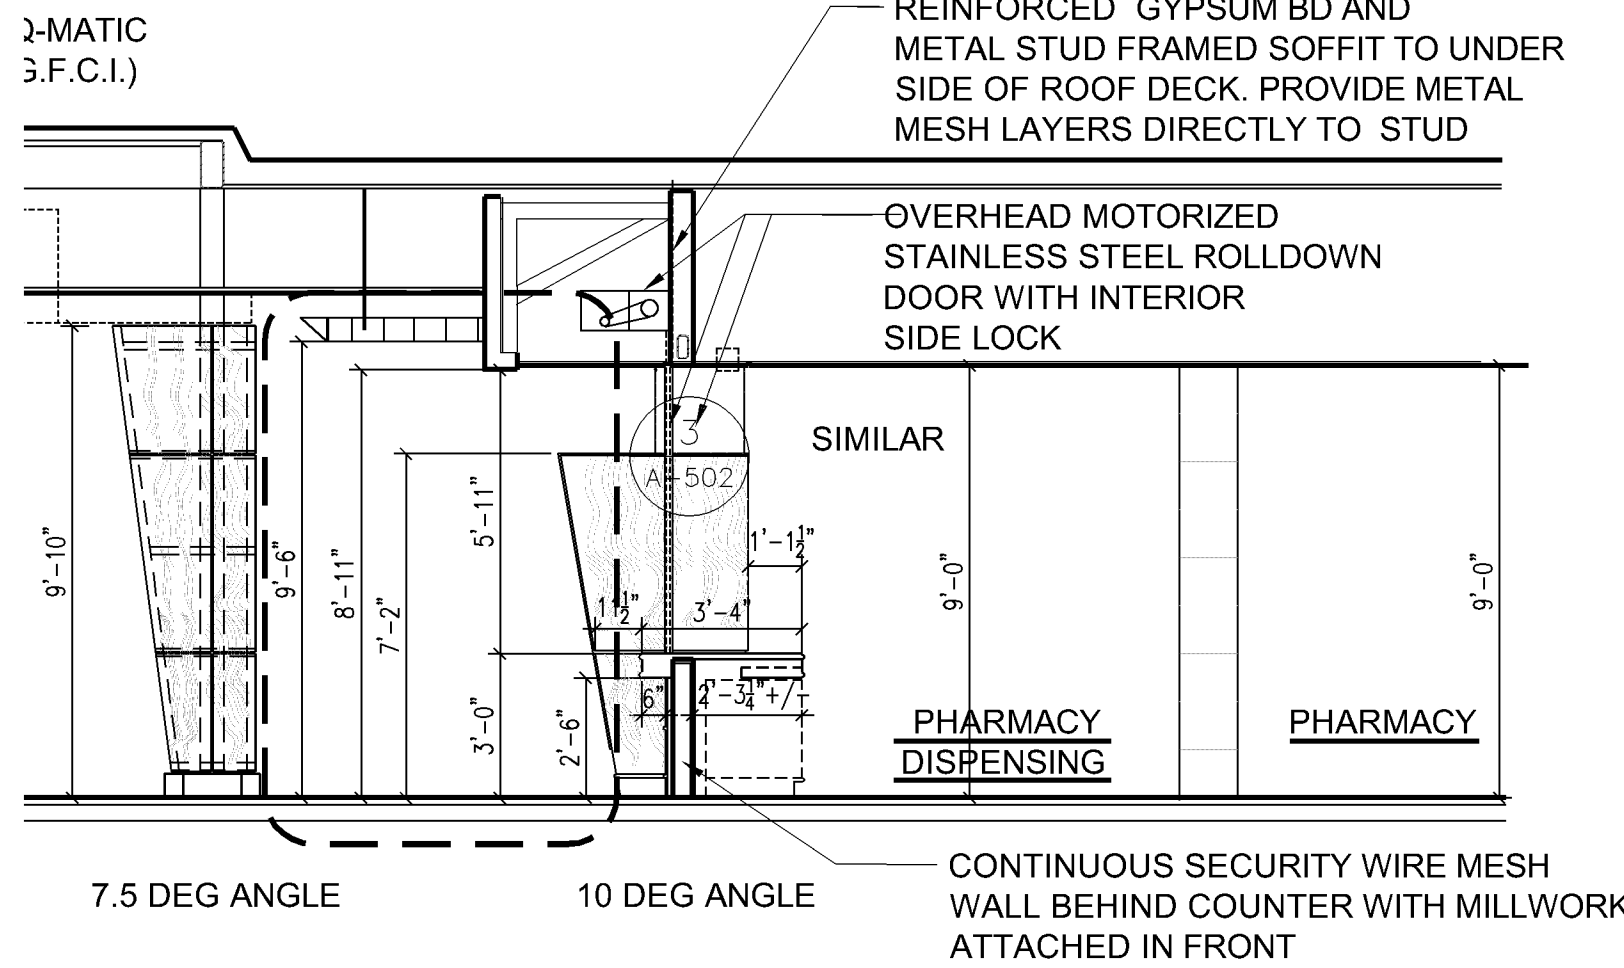 Q-MATIC
G.F.C.I.)
REINFORCED GYPSUM BD AND
METAL STUD FRAMED SOFFIT TO UNDER
SIDE OF ROOF DECK. PROVIDE METAL
MESH LAYERS DIRECTLY TO STUD
OVERHEAD MOTORIZED
STAINLESS STEEL ROLLDOWN
DOOR WITH INTERIOR
SIDE LOCK
3
A-502
SIMILAR
9'-10"
9'-6"
8'-11"
7'-2"
5'-11"
3'-0"
2'-6"
1'-1½"
1½"
3'-4"
6"
2'-3¼"+/-
9'-0"
9'-0"
PHARMACY
DISPENSING
PHARMACY
7.5 DEG ANGLE
10 DEG ANGLE
CONTINUOUS SECURITY WIRE MESH
WALL BEHIND COUNTER WITH MILLWORK
ATTACHED IN FRONT